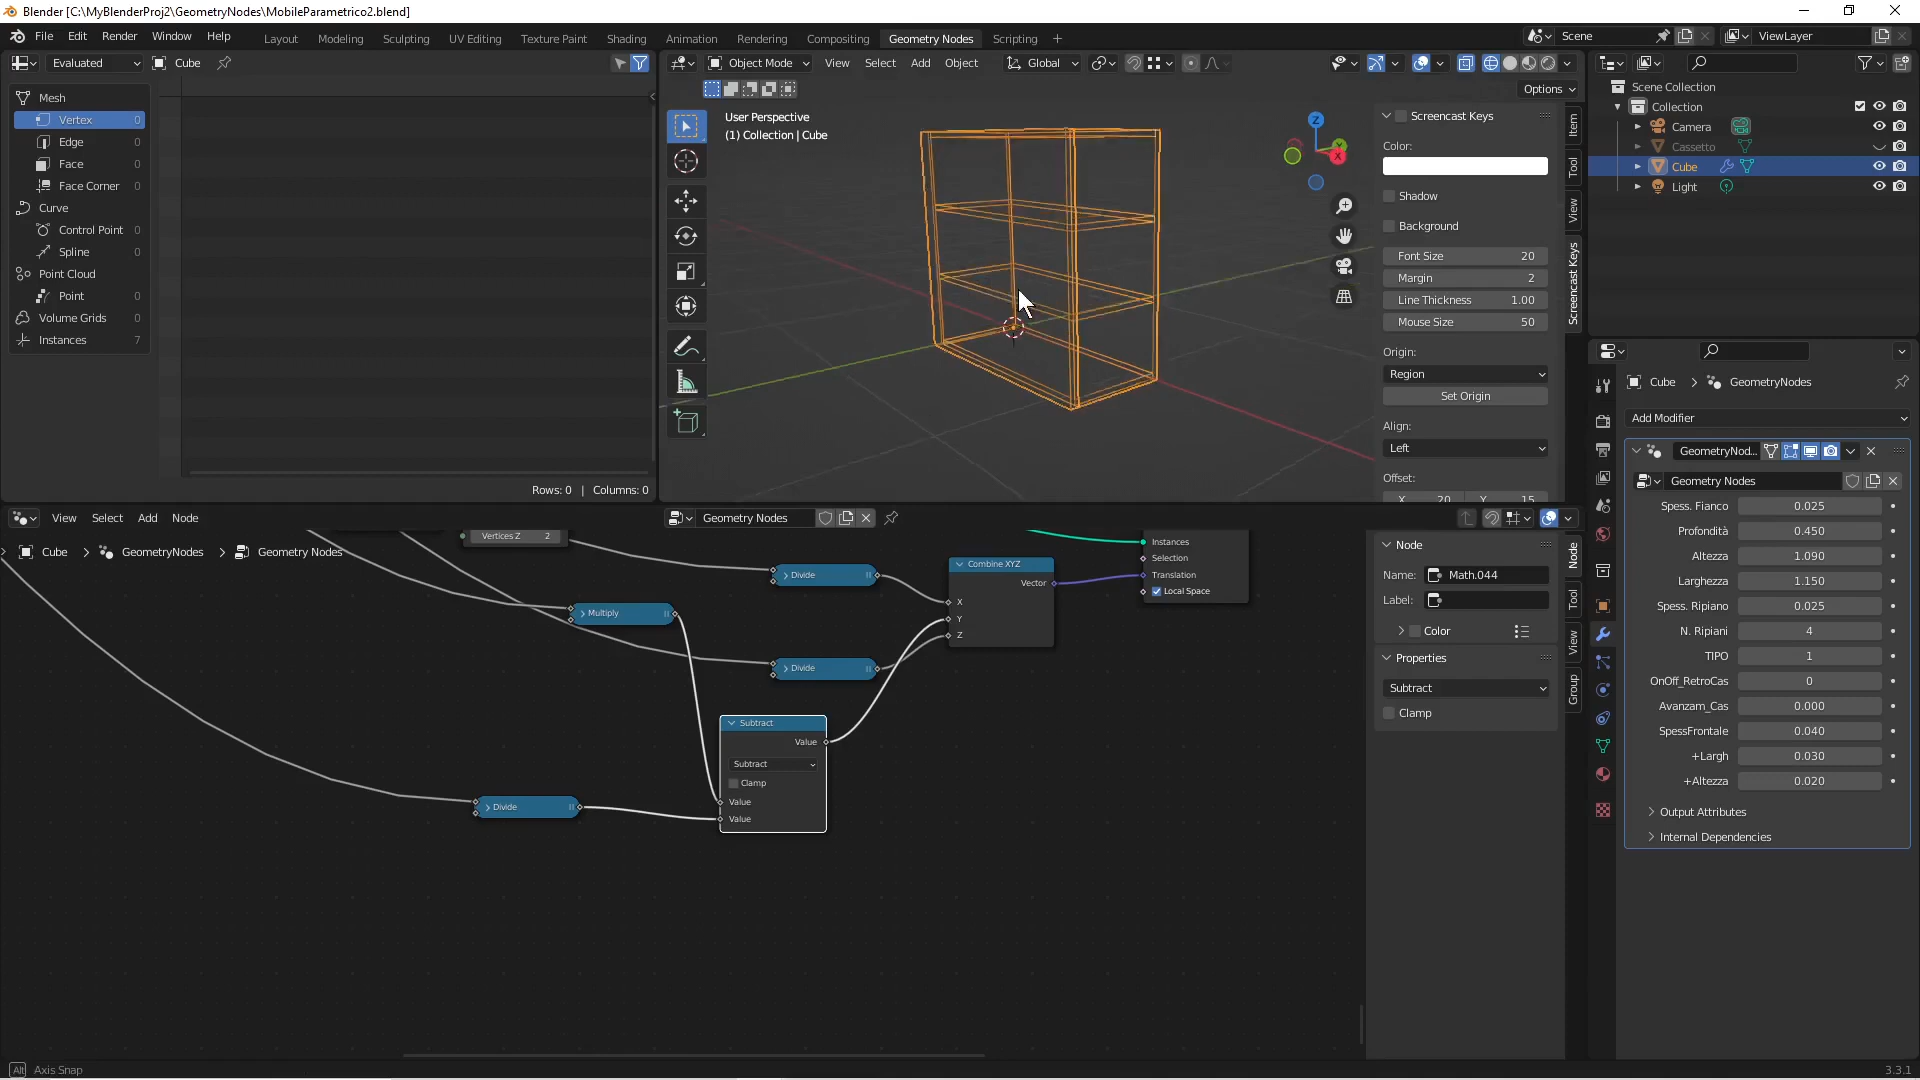 Blender [C:\MyBlenderProj2\GeometryNodes\MobileParametrico2.blend]
File Edit Render Window Help
Layout Modeling Sculpting UV Editing Texture Paint Shading Animation Rendering Compositing Geometry Nodes Scripting +
Scene
ViewLayer
Evaluated
Cube
Object Mode
View Select Add Object
Global
Options
Mesh
Vertex 0
Edge 0
Face 0
Face Corner 0
Curve
Control Point 0
Spline 0
Point Cloud
Point 0
Volume Grids 0
Instances 7
Rows: 0 | Columns: 0
User Perspective
(1) Collection | Cube
Z
X
Screencast Keys
Color:
Shadow
Background
Font Size 20
Margin 2
Line Thickness 1.00
Mouse Size 50
Origin:
Region
Set Origin
Align:
Left
Offset:
X 20 Y 15
Item
Tool
View
Screencast Keys
Scene Collection
Collection
Camera
Cassetto
Cube
Light
Cube
GeometryNodes
Add Modifier
GeometryNod...
Geometry Nodes
Spess. Fianco 0.025
Profondità 0.450
Altezza 1.090
Larghezza 1.150
Spess. Ripiano 0.025
N. Ripiani 4
TIPO 1
OnOff_RetroCas 0
Avanzam_Cas 0.000
SpessFrontale 0.040
+Largh 0.030
+Altezza 0.020
Output Attributes
Internal Dependencies
View Select Add Node
Geometry Nodes
Cube
GeometryNodes
Geometry Nodes
Vertices Z 2
Divide
Multiply
Divide
Combine XYZ
Vector
X
Y
Z
Instances
Selection
Translation
Local Space
Subtract
Value
Subtract
Clamp
Value
Value
Divide
Node
Name: Math.044
Label:
Color
Properties
Subtract
Clamp
Node
Tool
View
Group
Alt Axis Snap
3.3.1